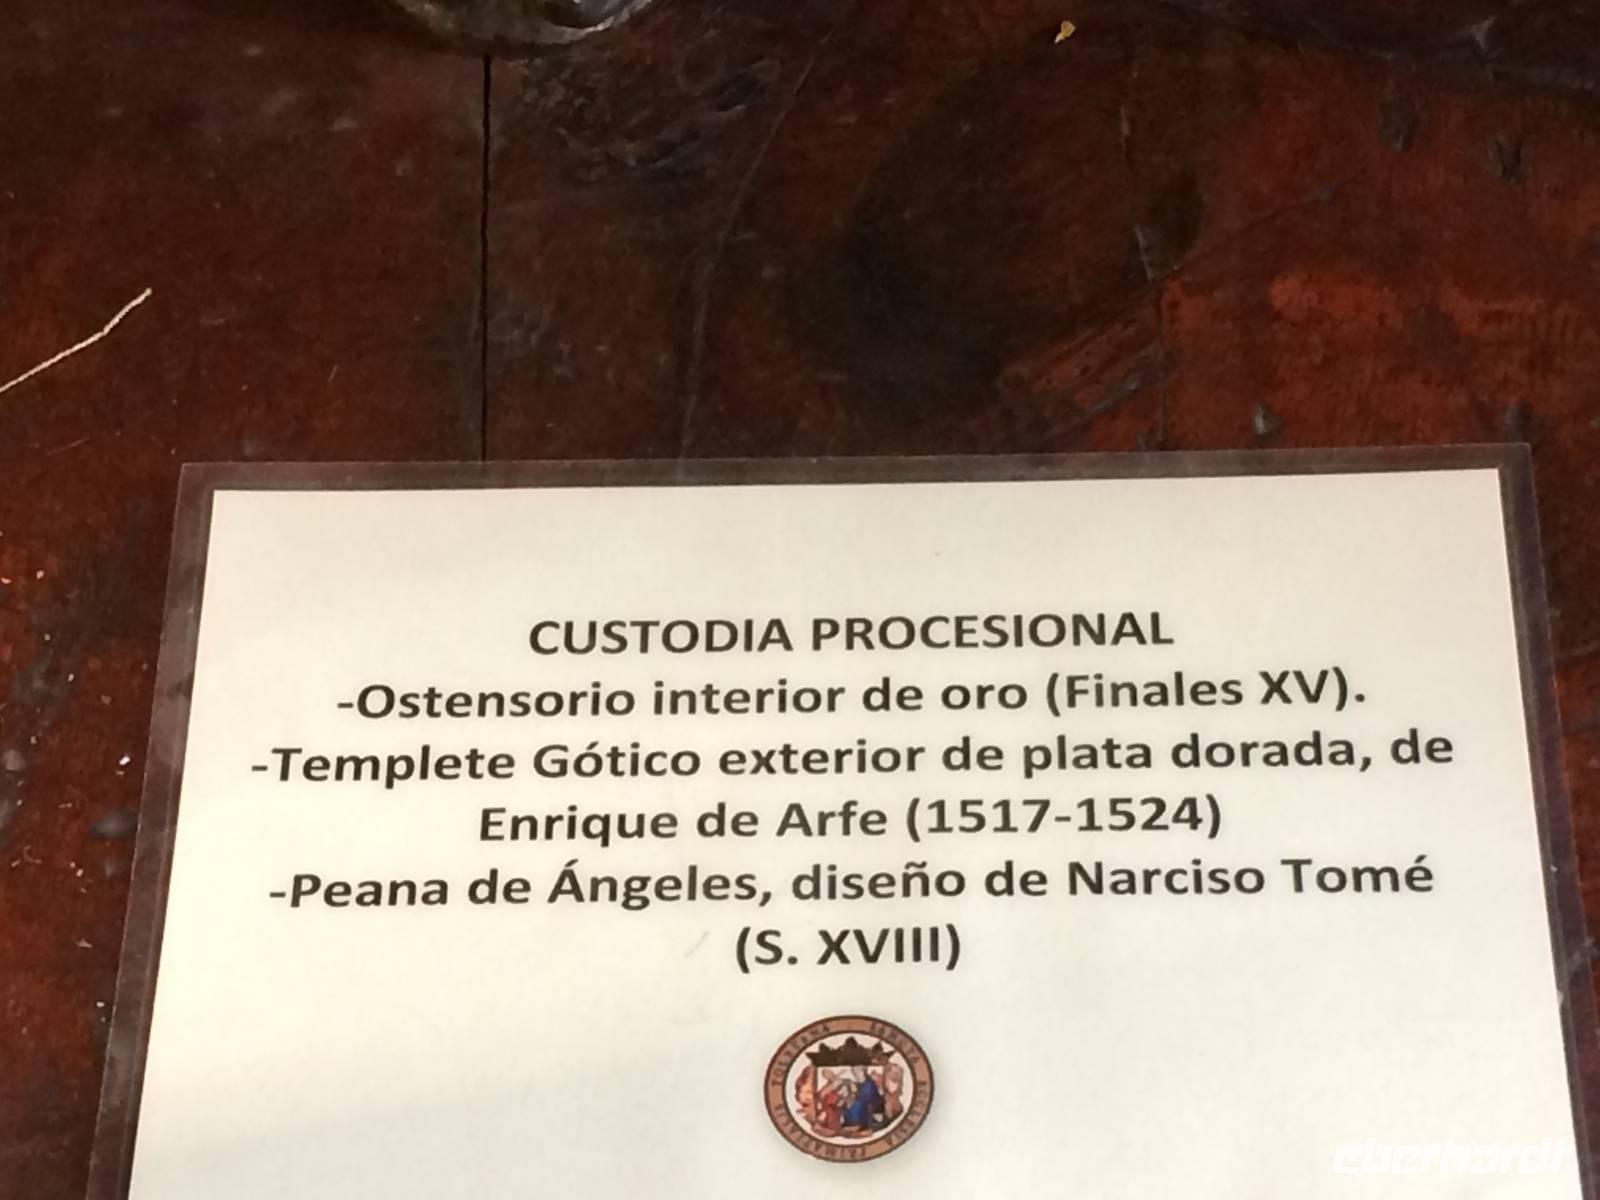 CUSTODIA PROCESIONAL
-Ostensorio interior de oro (Finales XV).
-Templete Gótico exterior de plata dorada, de
Enrique de Arfe (1517-1524)
-Peana de Ángeles, diseño de Narciso Tomé
(S. XVIII)
eberhardt